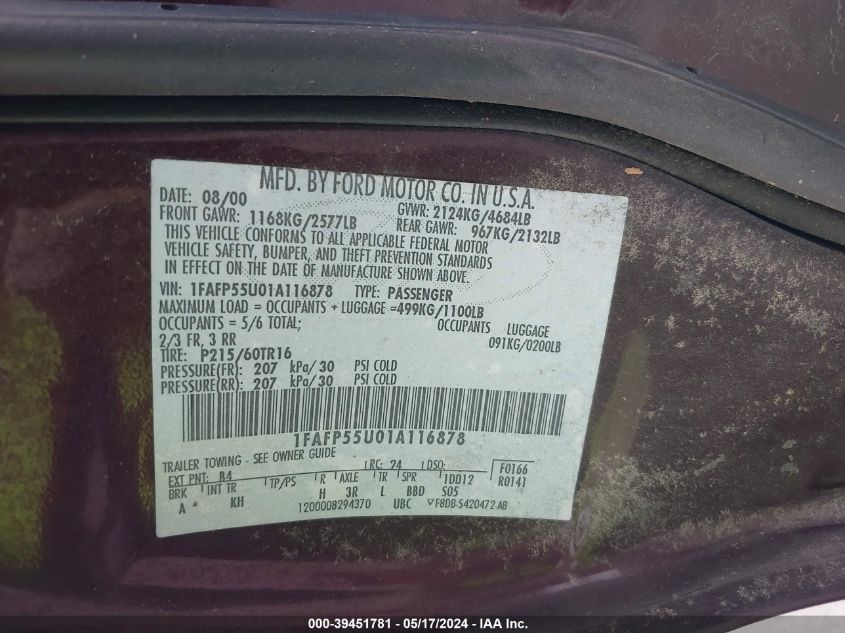 MFD. BY FORD MOTOR CO. IN U.S.A.
DATE: 08/00 GVWR: 2124KG/4684LB
FRONT GAWR: 1168KG/2577LB REAR GAWR: 967KG/2132LB
THIS VEHICLE CONFORMS TO ALL APPLICABLE FEDERAL MOTOR
VEHICLE SAFETY, BUMPER, AND THEFT PREVENTION STANDARDS
IN EFFECT ON THE DATE OF MANUFACTURE SHOWN ABOVE.
VIN: 1FAFP55U01A116878 TYPE: PASSENGER
MAXIMUM LOAD = OCCUPANTS + LUGGAGE =499KG/1100LB
OCCUPANTS = 5/6 TOTAL; OCCUPANTS LUGGAGE
2/3 FR, 3 RR 091KG/0200LB
TIRE: P215/60TR16
PRESSURE(FR) 207 kPa/30 PSI COLD
PRESSURE(RR): 207 kPa/30 PSI COLD
1FAFP55U01A116878
TRAILER TOWING - SEE OWNER GUIDE
EXT PNT: B4 RC: 24 DSO: F0166
BRK INT TR TP/PS R AXLE TR SPR 1DD12 R0141
A KH H 3R L BBD S05
1200008294370 UBC F8DB-5420472-AB
000-39451781 - 05/17/2024 - IAA Inc.